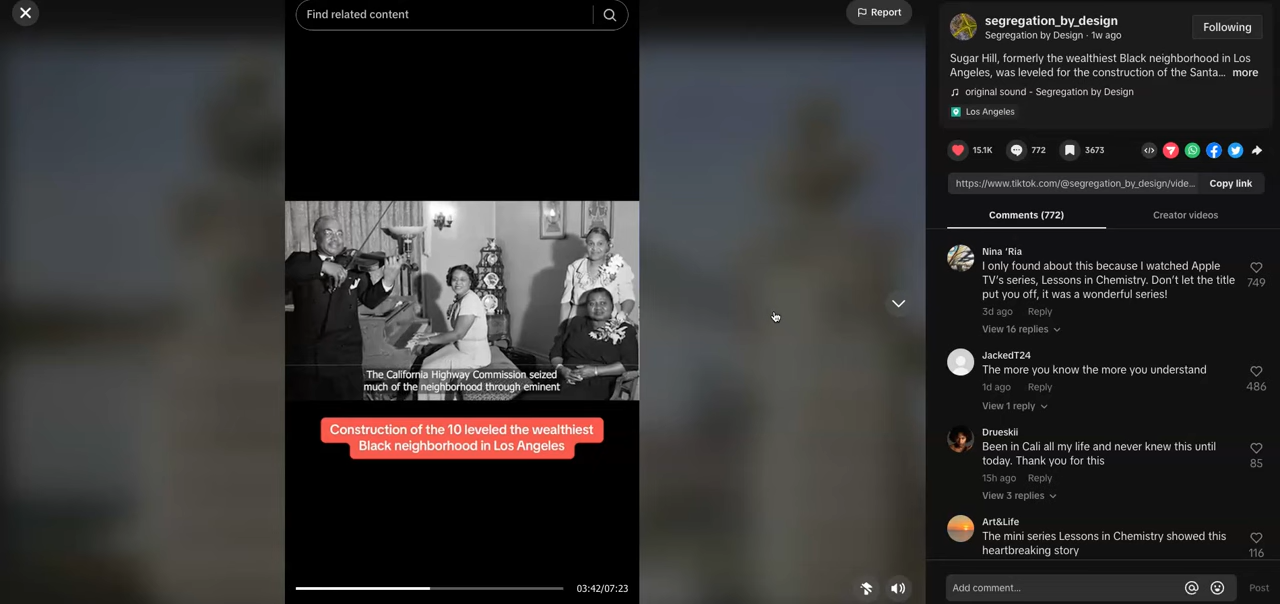 Find related content
Report
The California Highway Commission seized
much of the neighborhood through eminent
Construction of the 10 leveled the wealthiest
Black neighborhood in Los Angeles
03:42/07:23
segregation_by_design
Segregation by Design · 1w ago
Following
Sugar Hill, formerly the wealthiest Black neighborhood in Los
Angeles, was leveled for the construction of the Santa... more
original sound - Segregation by Design
Los Angeles
15.1K
772
3673
https://www.tiktok.com/@segregation_by_design/vide...
Copy link
Comments (772)
Creator videos
Nina 'Ria
I only found about this because I watched Apple
TV's series, Lessons in Chemistry. Don't let the title
put you off, it was a wonderful series!
749
3d ago Reply
View 16 replies
JackedT24
The more you know the more you understand
486
1d ago Reply
View 1 reply
Drueskii
Been in Cali all my life and never knew this until
today. Thank you for this
85
15h ago Reply
View 3 replies
Art&Life
The mini series Lessons in Chemistry showed this
heartbreaking story
116
Add comment...
Post